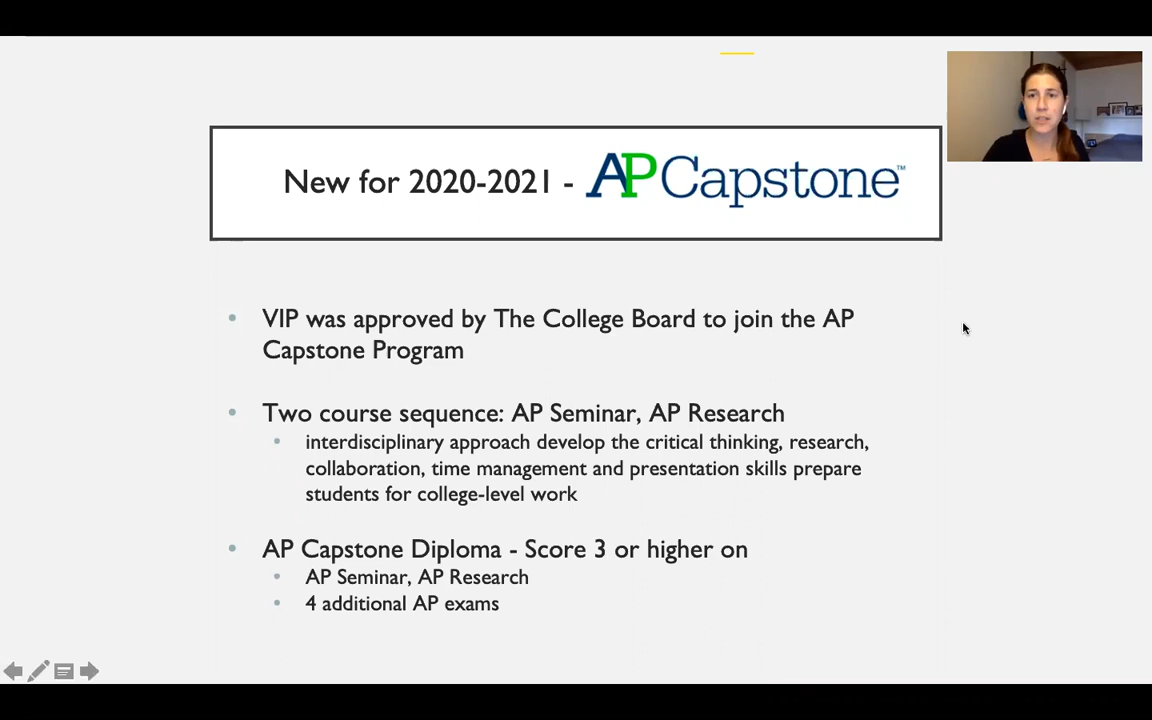 New for 2020-2021 - AP Capstone™
VIP was approved by The College Board to join the AP
Capstone Program
Two course sequence: AP Seminar, AP Research
interdisciplinary approach develop the critical thinking, research,
collaboration, time management and presentation skills prepare
students for college-level work
AP Capstone Diploma - Score 3 or higher on
AP Seminar, AP Research
4 additional AP exams